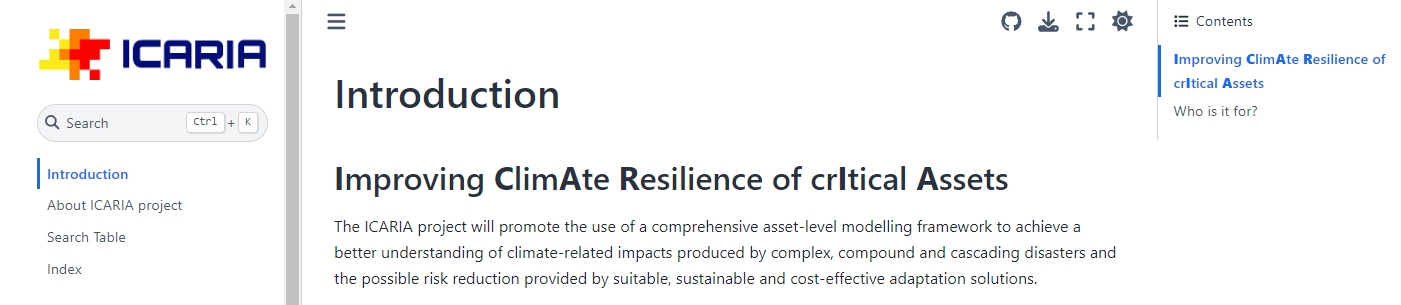 ICARIA
Search Ctrl + K
Introduction
About ICARIA project
Search Table
Index
Introduction
Improving ClimAte Resilience of crItical Assets
The ICARIA project will promote the use of a comprehensive asset-level modelling framework to achieve a
better understanding of climate-related impacts produced by complex, compound and cascading disasters and
the possible risk reduction provided by suitable, sustainable and cost-effective adaptation solutions.
Contents
Improving ClimAte Resilience of
crItical Assets
Who is it for?